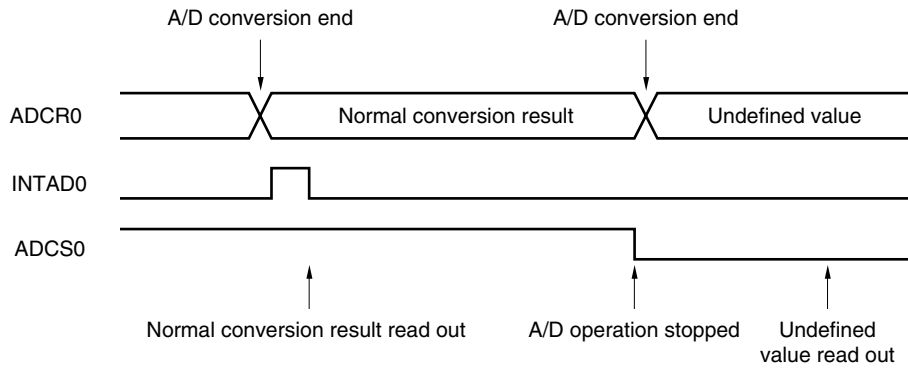 A/D conversion end
A/D conversion end
ADCR0
Normal conversion result
Undefined value
INTAD0
ADCS0
Normal conversion result read out
A/D operation stopped
Undefined
value read out